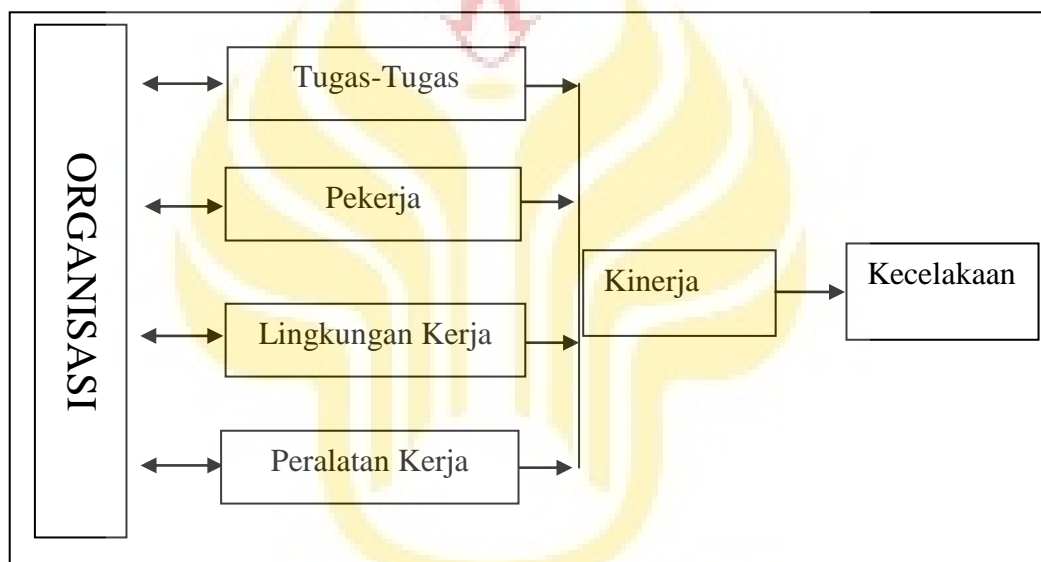 ORGANISASI
Tugas-Tugas
Pekerja
Lingkungan Kerja
Peralatan Kerja
Kinerja
Kecelakaan